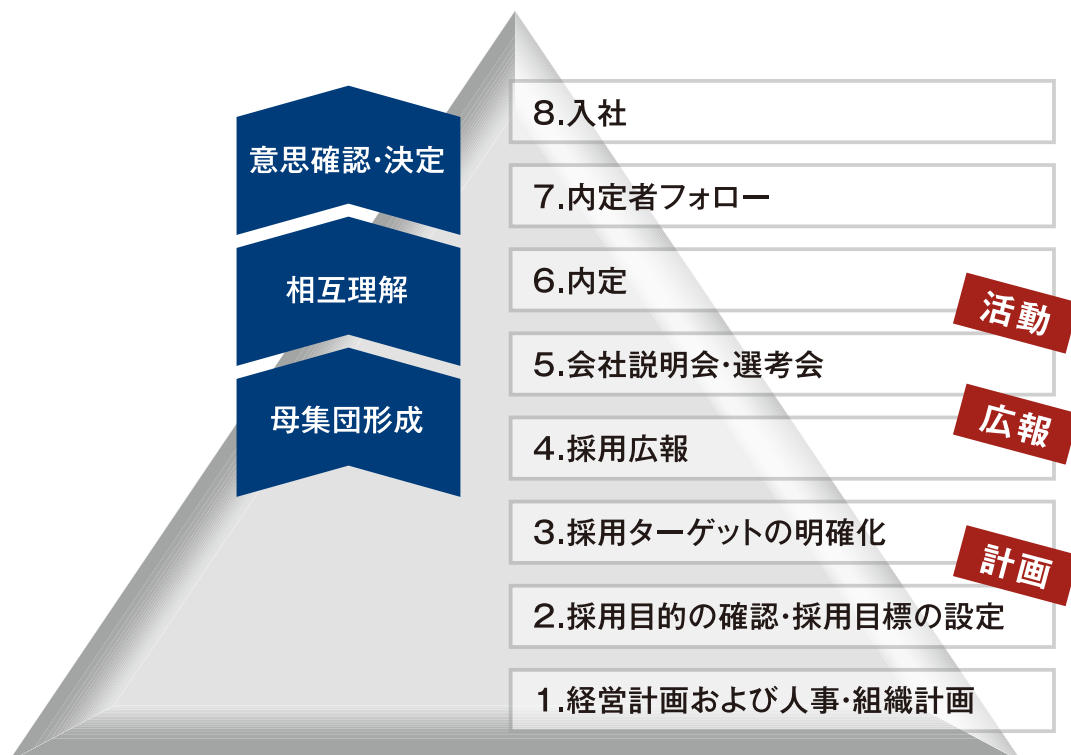 意思確認・決定
相互理解
母集団形成
8.入社
7.内定者フォロー
6.内定
5.会社説明会・選考会
4.採用広報
3.採用ターゲットの明確化
2.採用目的の確認・採用目標の設定
1.経営計画および人事・組織計画
活動
広報
計画